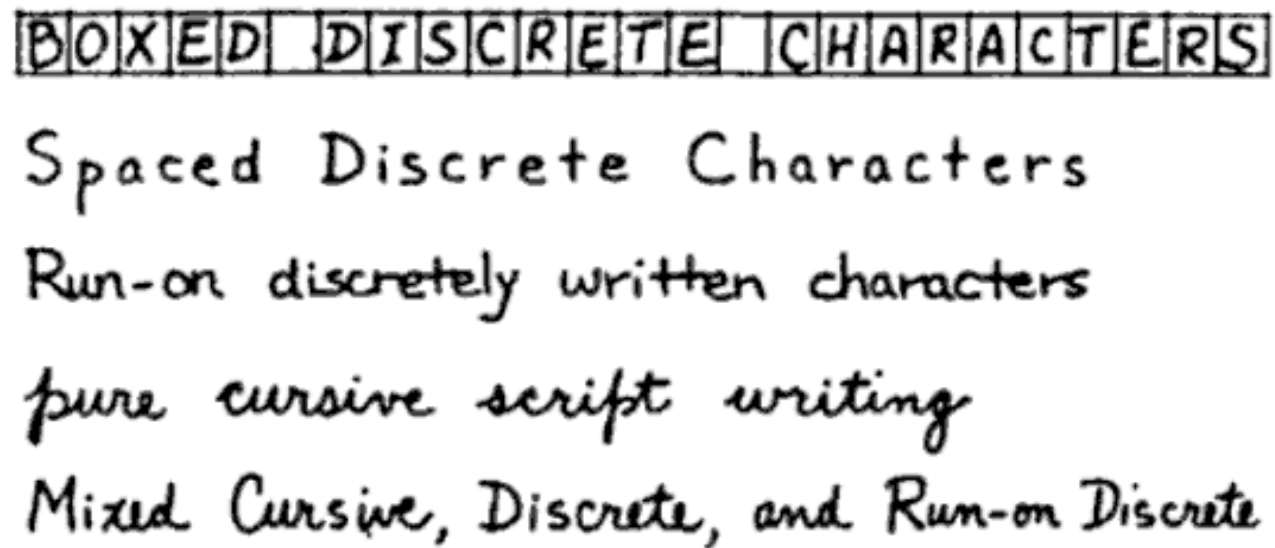 BOXED DISCRETE CHARACTERS
Spaced Discrete Characters
Run-on discretely written characters
pure cursive script writing
Mixed Cursive, Discrete, and Run-on Discrete